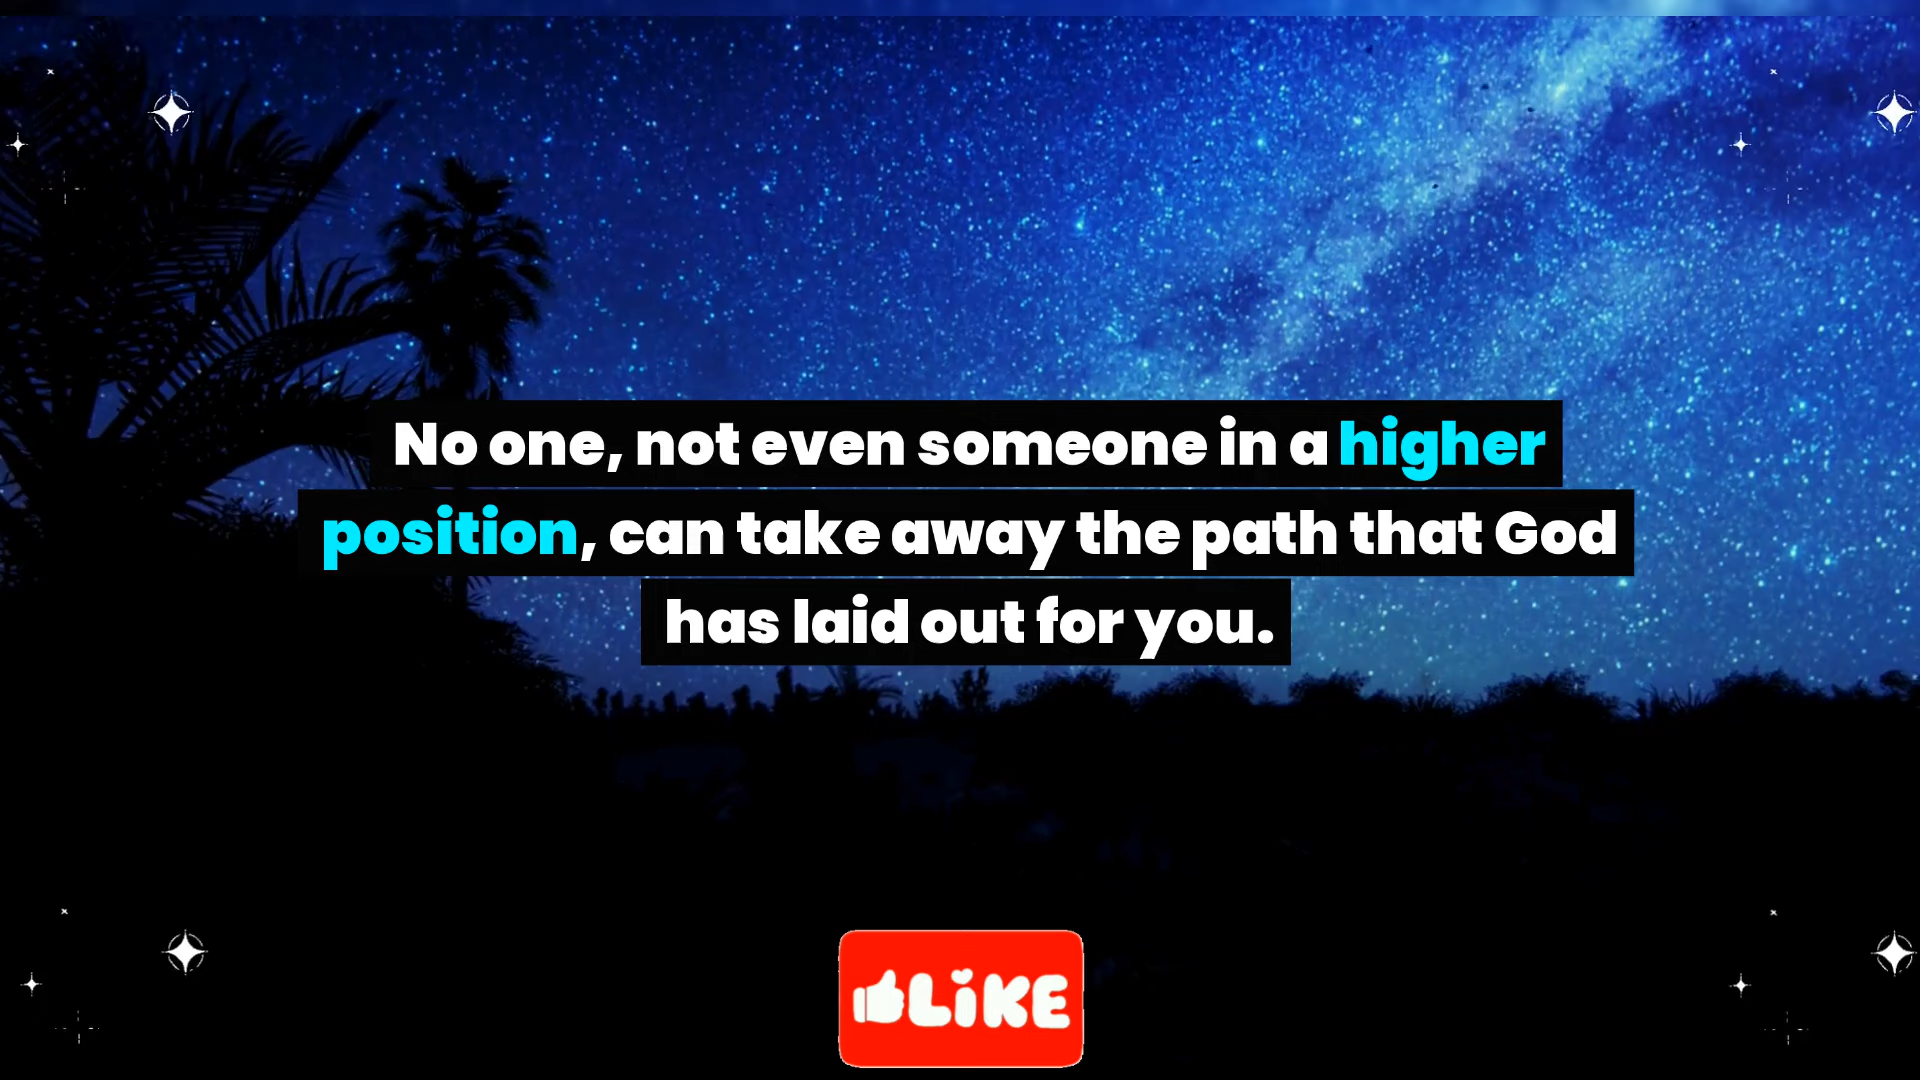 No one, not even someone in a higher
position, can take away the path that God
has laid out for you.
LiKE